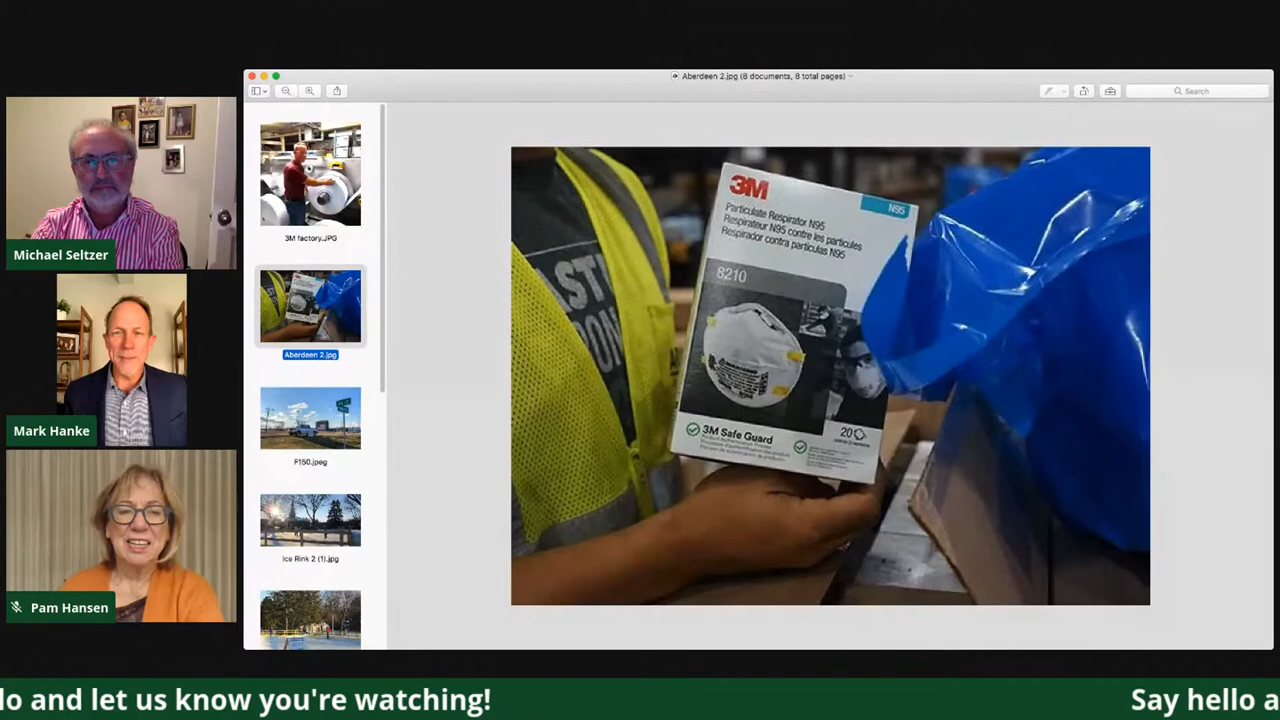 Aberdeen 2.jpg (8 documents, 8 total pages)
Search
Michael Seltzer
Mark Hanke
Pam Hansen
3M factory.JPG
Aberdeen 2.jpg
F150.jpeg
Ice Rink 2 (1).jpg
3M
N95
Particulate Respirator N95
Respirateur N95 contre les particules
Respirador contra partículas N95
8210
3M Safe Guard
20
lo and let us know you're watching!
Say hello a